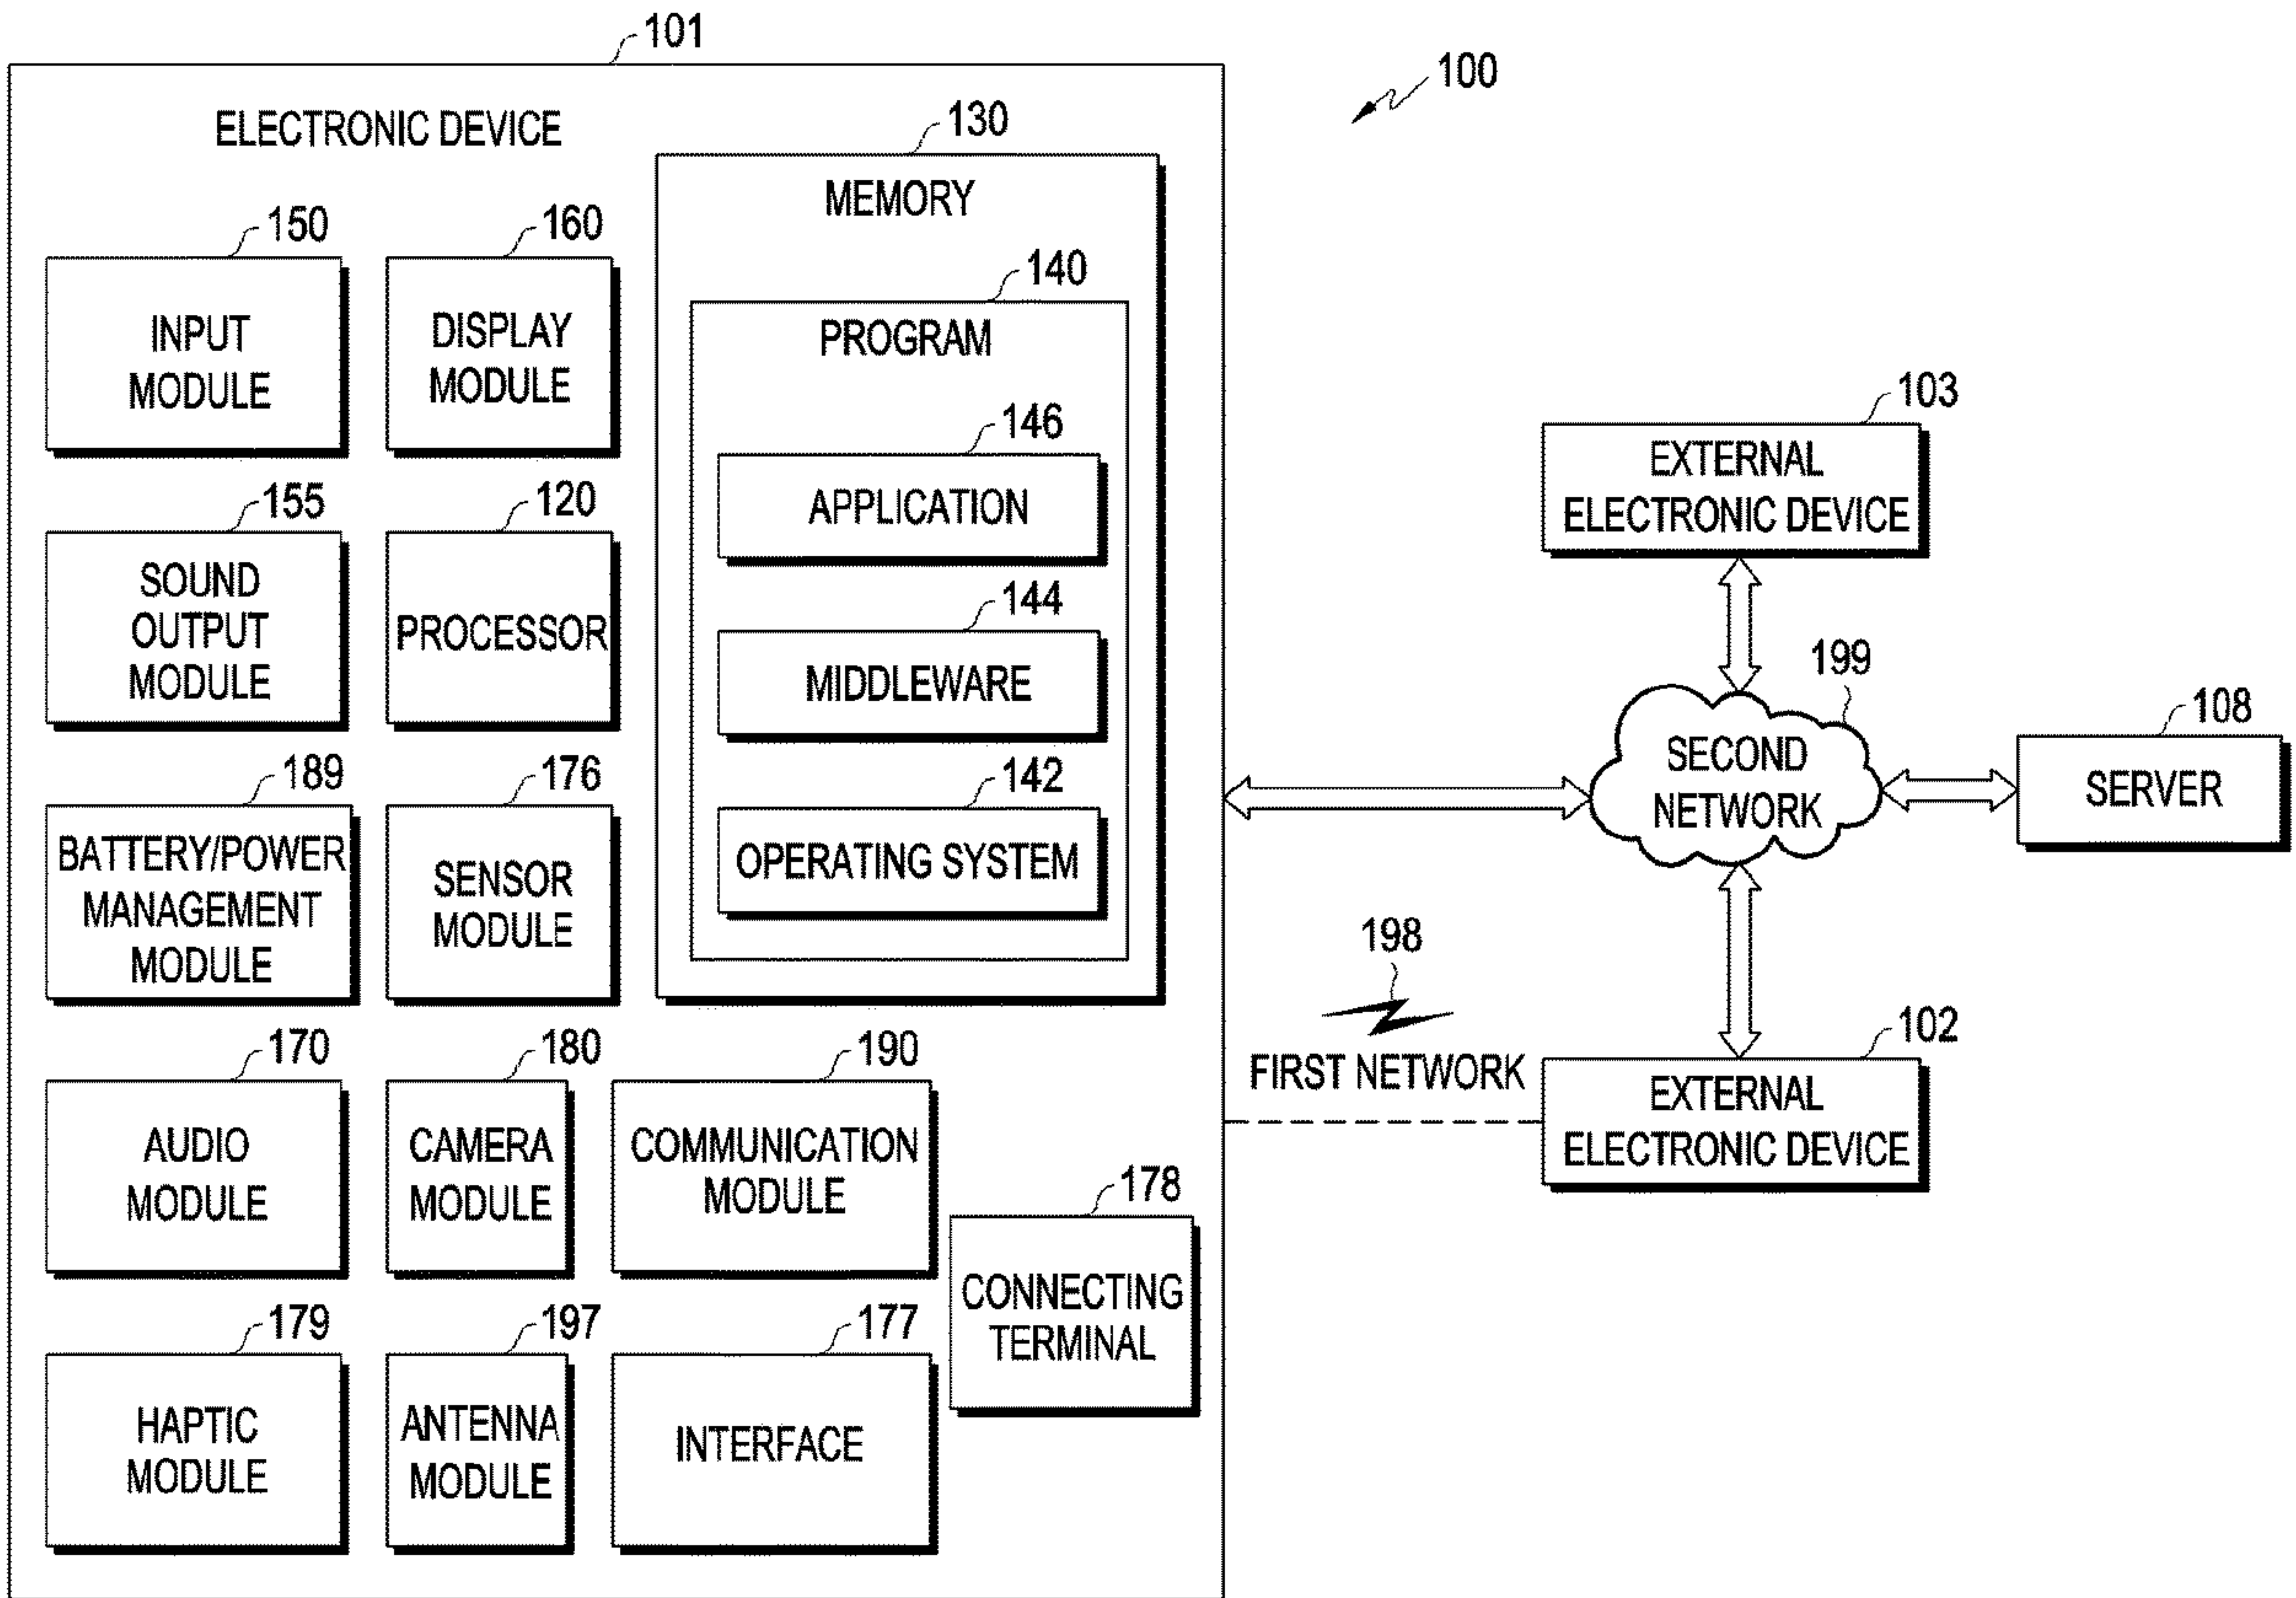 101
100
ELECTRONIC DEVICE
130
MEMORY
150
INPUT
MODULE
160
DISPLAY
MODULE
140
PROGRAM
146
APPLICATION
144
MIDDLEWARE
142
OPERATING SYSTEM
155
SOUND
OUTPUT
MODULE
120
PROCESSOR
189
BATTERY/POWER
MANAGEMENT
MODULE
176
SENSOR
MODULE
170
AUDIO
MODULE
180
CAMERA
MODULE
190
COMMUNICATION
MODULE
178
CONNECTING
TERMINAL
179
HAPTIC
MODULE
197
ANTENNA
MODULE
177
INTERFACE
103
EXTERNAL
ELECTRONIC DEVICE
199
SECOND
NETWORK
108
SERVER
198
FIRST NETWORK
102
EXTERNAL
ELECTRONIC DEVICE